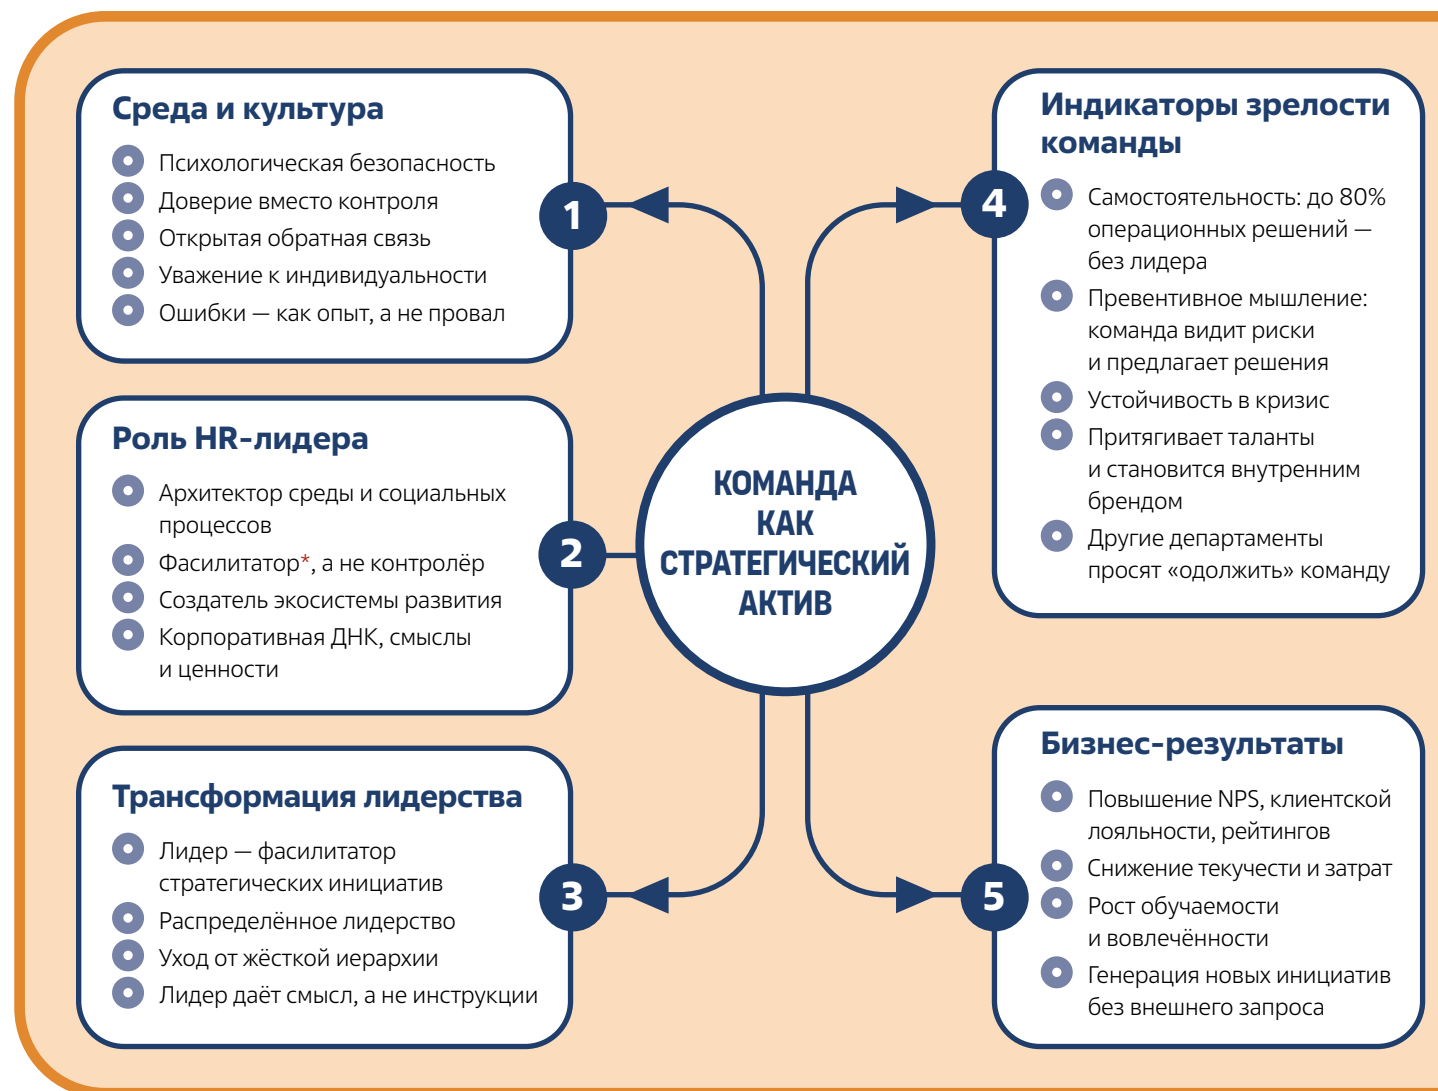 Среда и культура
Психологическая безопасность
Доверие вместо контроля
Открытая обратная связь
Уважение к индивидуальности
Ошибки — как опыт, а не провал
1
Роль HR-лидера
Архитектор среды и социальных
процессов
Фасилитатор*, а не контролёр
Создатель экосистемы развития
Корпоративная ДНК, смыслы
и ценности
2
Трансформация лидерства
Лидер — фасилитатор
стратегических инициатив
Распределённое лидерство
Уход от жёсткой иерархии
Лидер даёт смысл, а не инструкции
3
КОМАНДА
КАК
СТРАТЕГИЧЕСКИЙ
АКТИВ
4
Индикаторы зрелости
команды
Самостоятельность: до 80%
операционных решений —
без лидера
Превентивное мышление:
команда видит риски
и предлагает решения
Устойчивость в кризис
Притягивает таланты
и становится внутренним
брендом
Другие департаменты
просят «одолжить» команду
5
Бизнес-результаты
Повышение NPS, клиентской
лояльности, рейтингов
Снижение текучести и затрат
Рост обучаемости
и вовлечённости
Генерация новых инициатив
без внешнего запроса